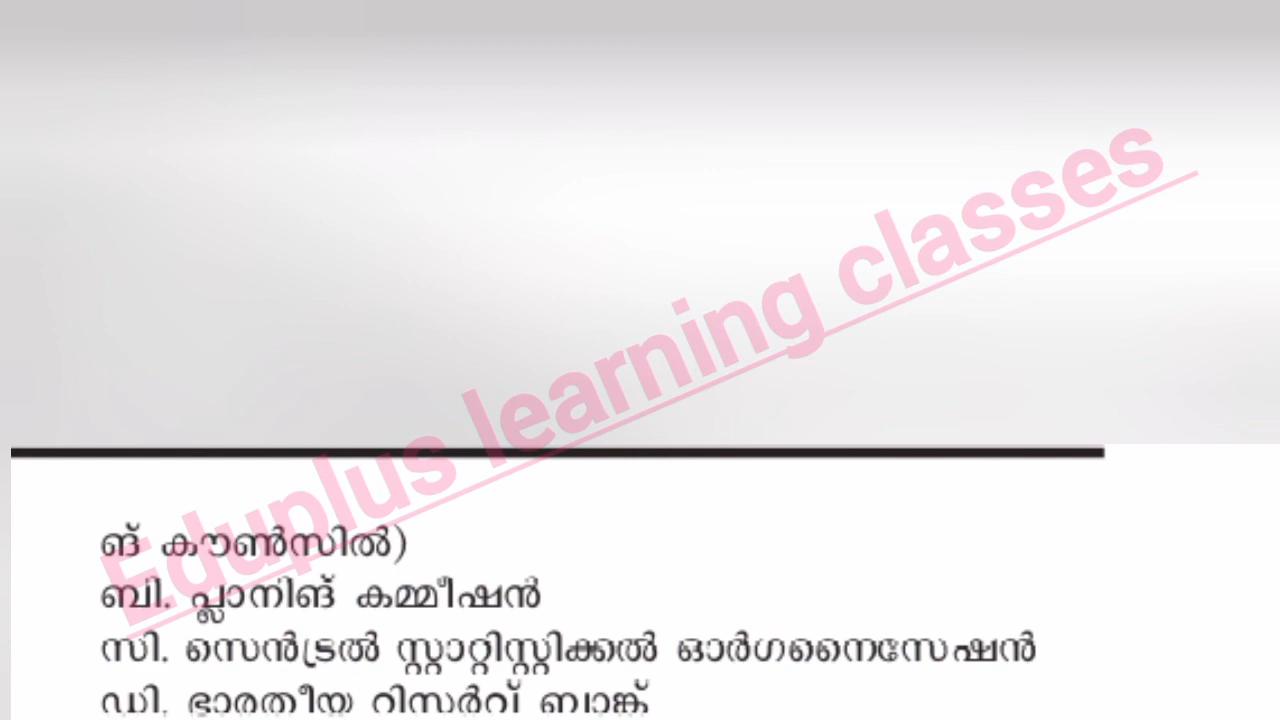 Eduplus learning classes
ങ് കൗൺസിൽ)
ബി. പ്ലാനിങ് കമ്മീഷൻ
സി. സെൻട്രൽ സ്റ്റാറ്റിസ്റ്റിക്കൽ ഓർഗനൈസേഷൻ
ഡി. ഭാരതീയ റിസർവ് ബാങ്ക്